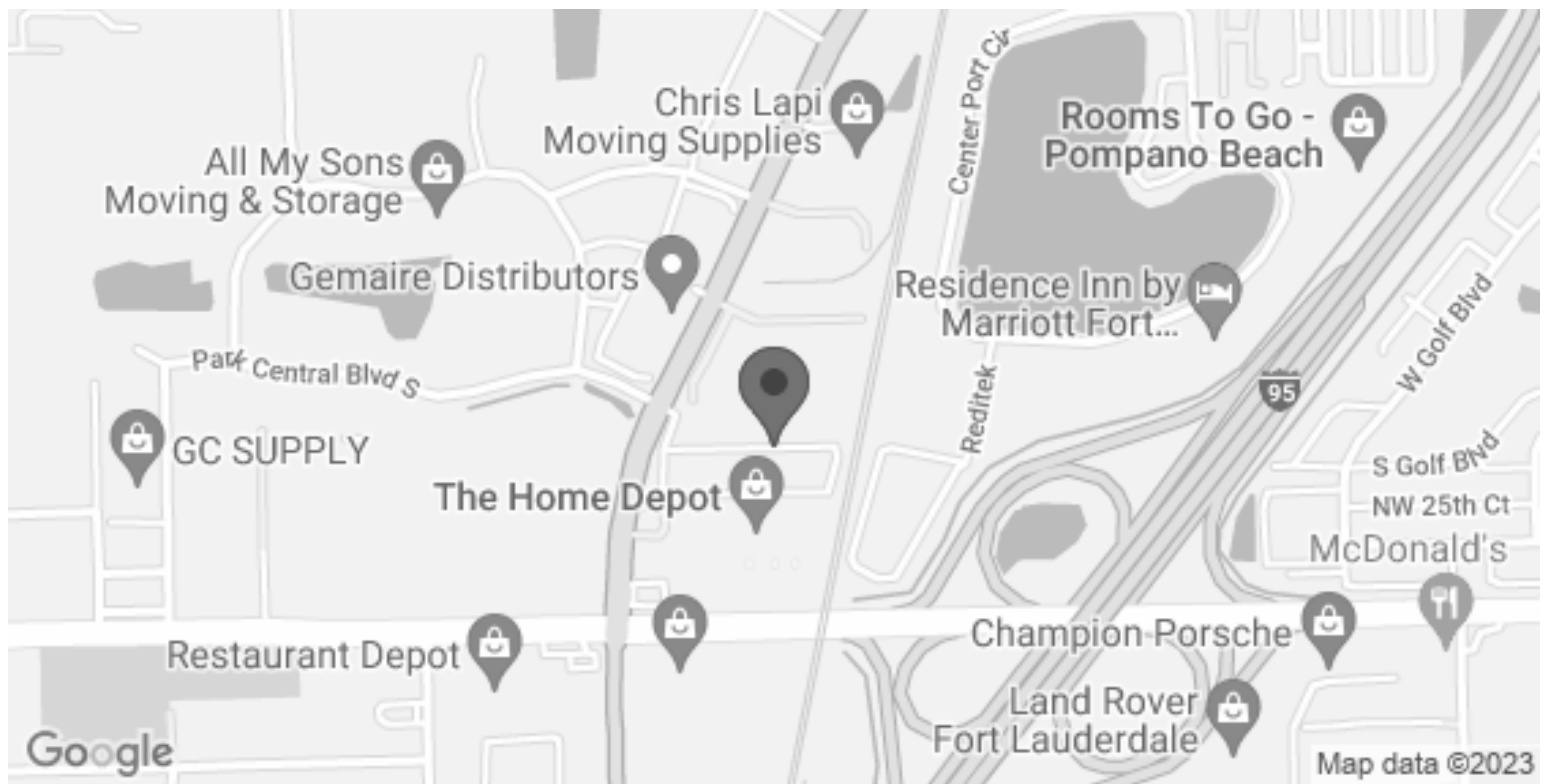 Chris Lapi
Moving Supplies
Center Port Cir
Rooms To Go -
Pompano Beach
All My Sons
Moving & Storage
Gemaire Distributors
Residence Inn by
Marriott Fort...
W Golf Blvd
Park Central Blvd S
95
Reditek
GC SUPPLY
S Golf Blvd
The Home Depot
NW 25th Ct
McDonald's
Restaurant Depot
Champion Porsche
Land Rover
Fort Lauderdale
Google
Map data ©2023